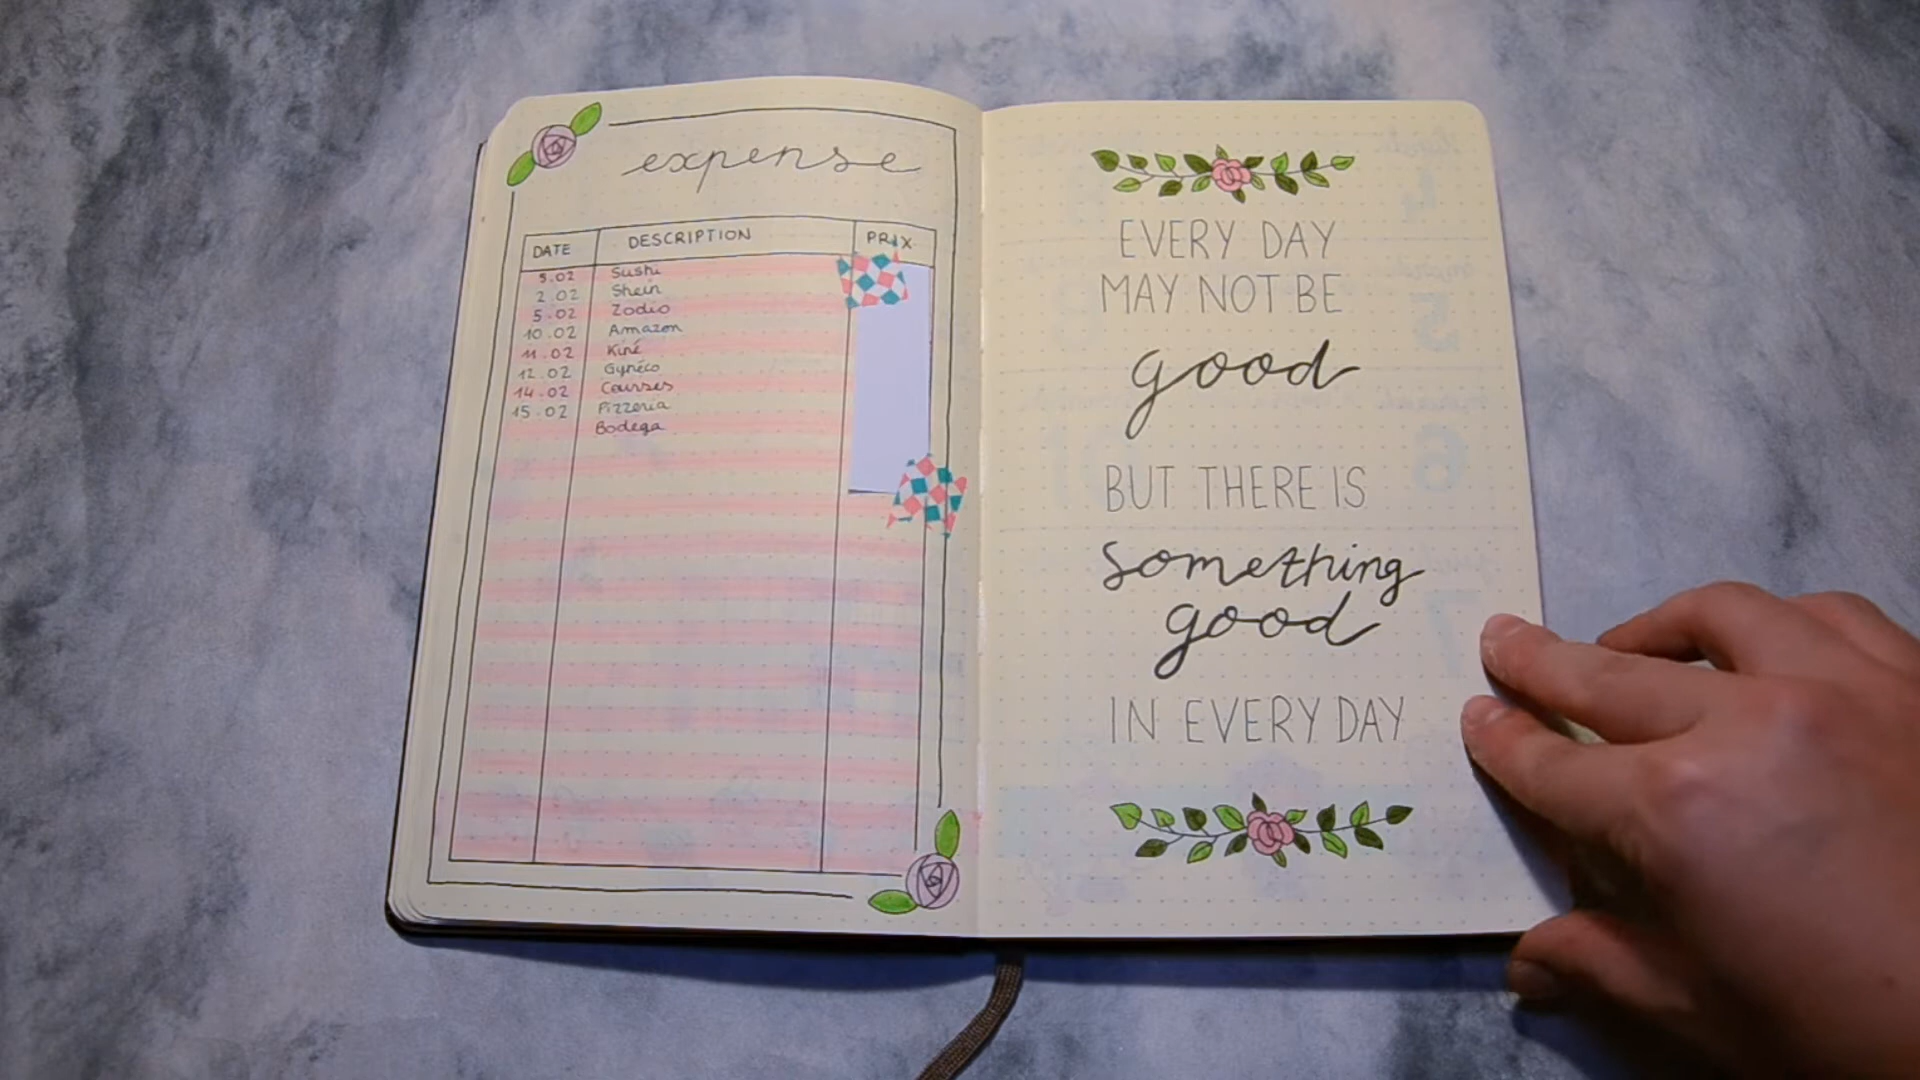 expense
DATE DESCRIPTION PRIX
5.02 Sushi
2.02 Shein
5.02 Zodio
10.02 Amazon
11.02 Kiné
12.02 Gynéco
14.02 Courses
15.02 Pizzeria
Bodega
EVERY DAY
MAY NOT BE
good
BUT THERE IS
something
good
IN EVERY DAY